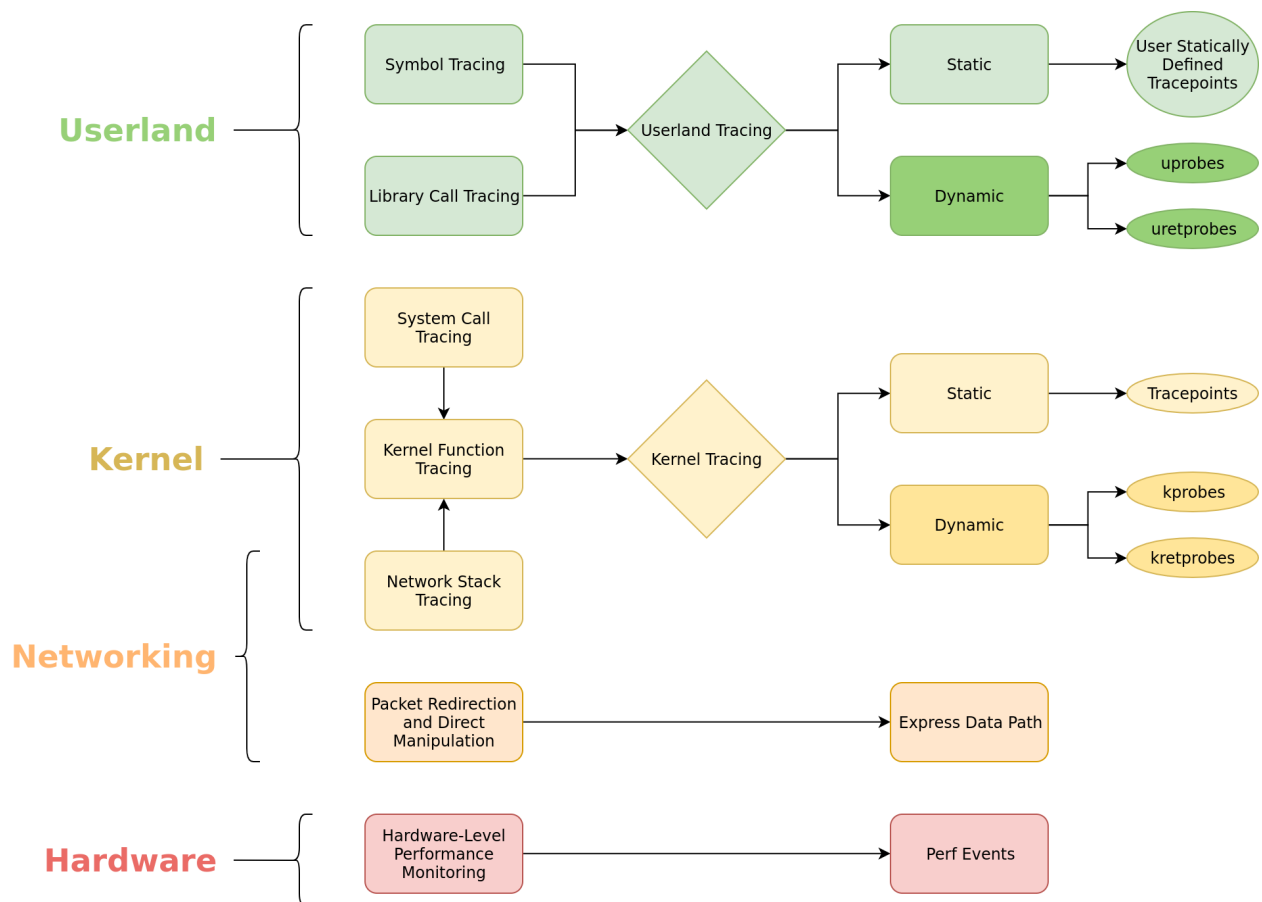 Userland
Symbol Tracing
Library Call Tracing
Userland Tracing
Static
Dynamic
User Statically
Defined
Tracepoints
uprobes
uretprobes
Kernel
System Call
Tracing
Kernel Function
Tracing
Network Stack
Tracing
Kernel Tracing
Static
Dynamic
Tracepoints
kprobes
kretprobes
Networking
Packet Redirection
and Direct
Manipulation
Express Data Path
Hardware
Hardware-Level
Performance
Monitoring
Perf Events